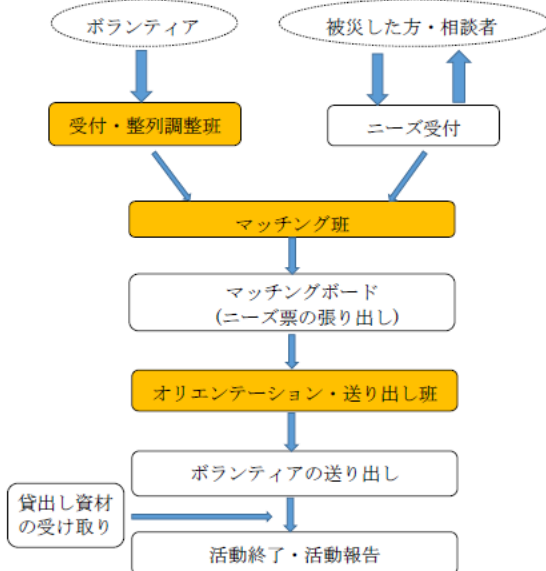 ボランティア
被災した方・相談者
受付・整列調整班
ニーズ受付
マッチング班
マッチングボード
(ニーズ票の張り出し)
オリエンテーション・送り出し班
ボランティアの送り出し
貸出し資材
の受け取り
活動終了・活動報告